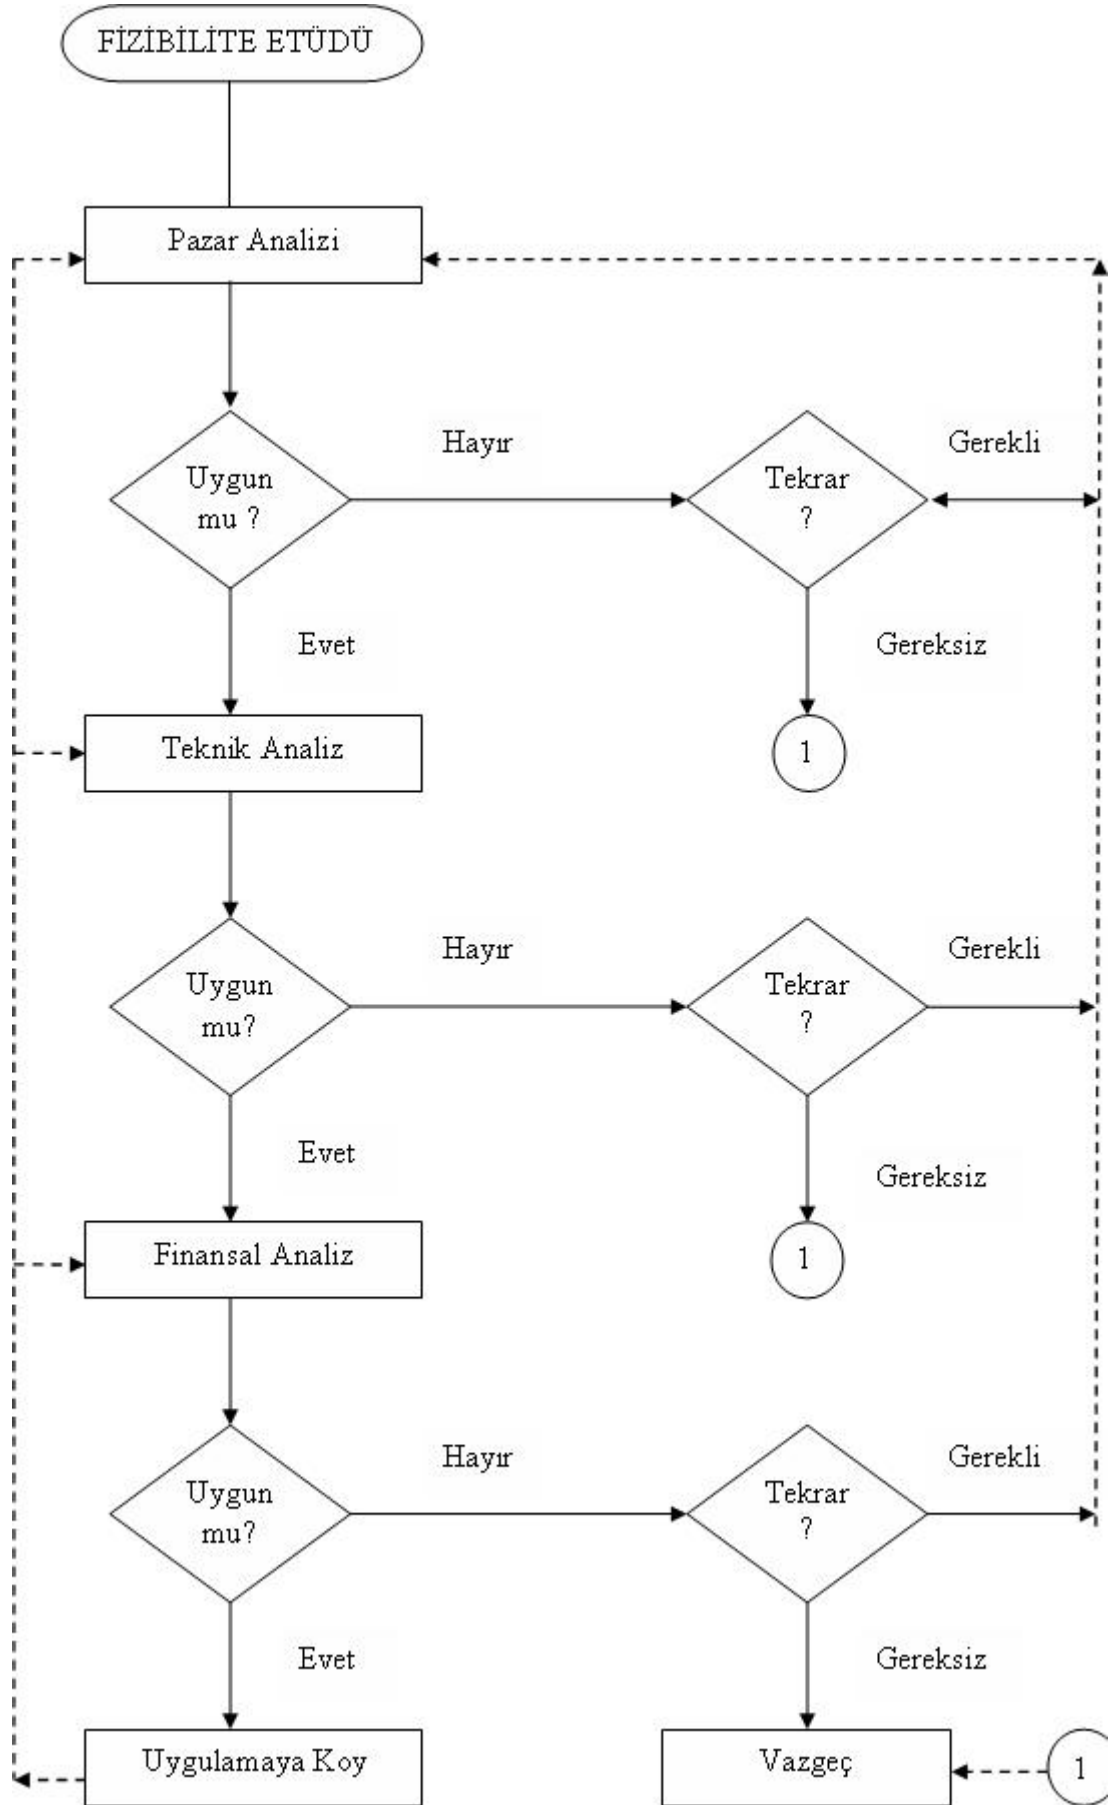 FİZİBİLİTE ETÜDÜ
Pazar Analizi
Uygun
mu ?
Hayır
Tekrar
?
Gerekli
Evet
Gereksiz
Teknik Analiz
1
Uygun
mu?
Hayır
Tekrar
?
Gerekli
Evet
Gereksiz
Finansal Analiz
1
Uygun
mu?
Hayır
Tekrar
?
Gerekli
Evet
Gereksiz
Uygulamaya Koy
Vazgeç
1